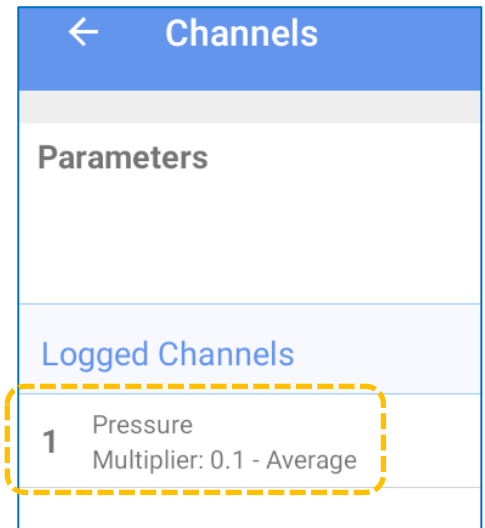 Channels
Parameters
Logged Channels
1
Pressure
Multiplier: 0.1 - Average